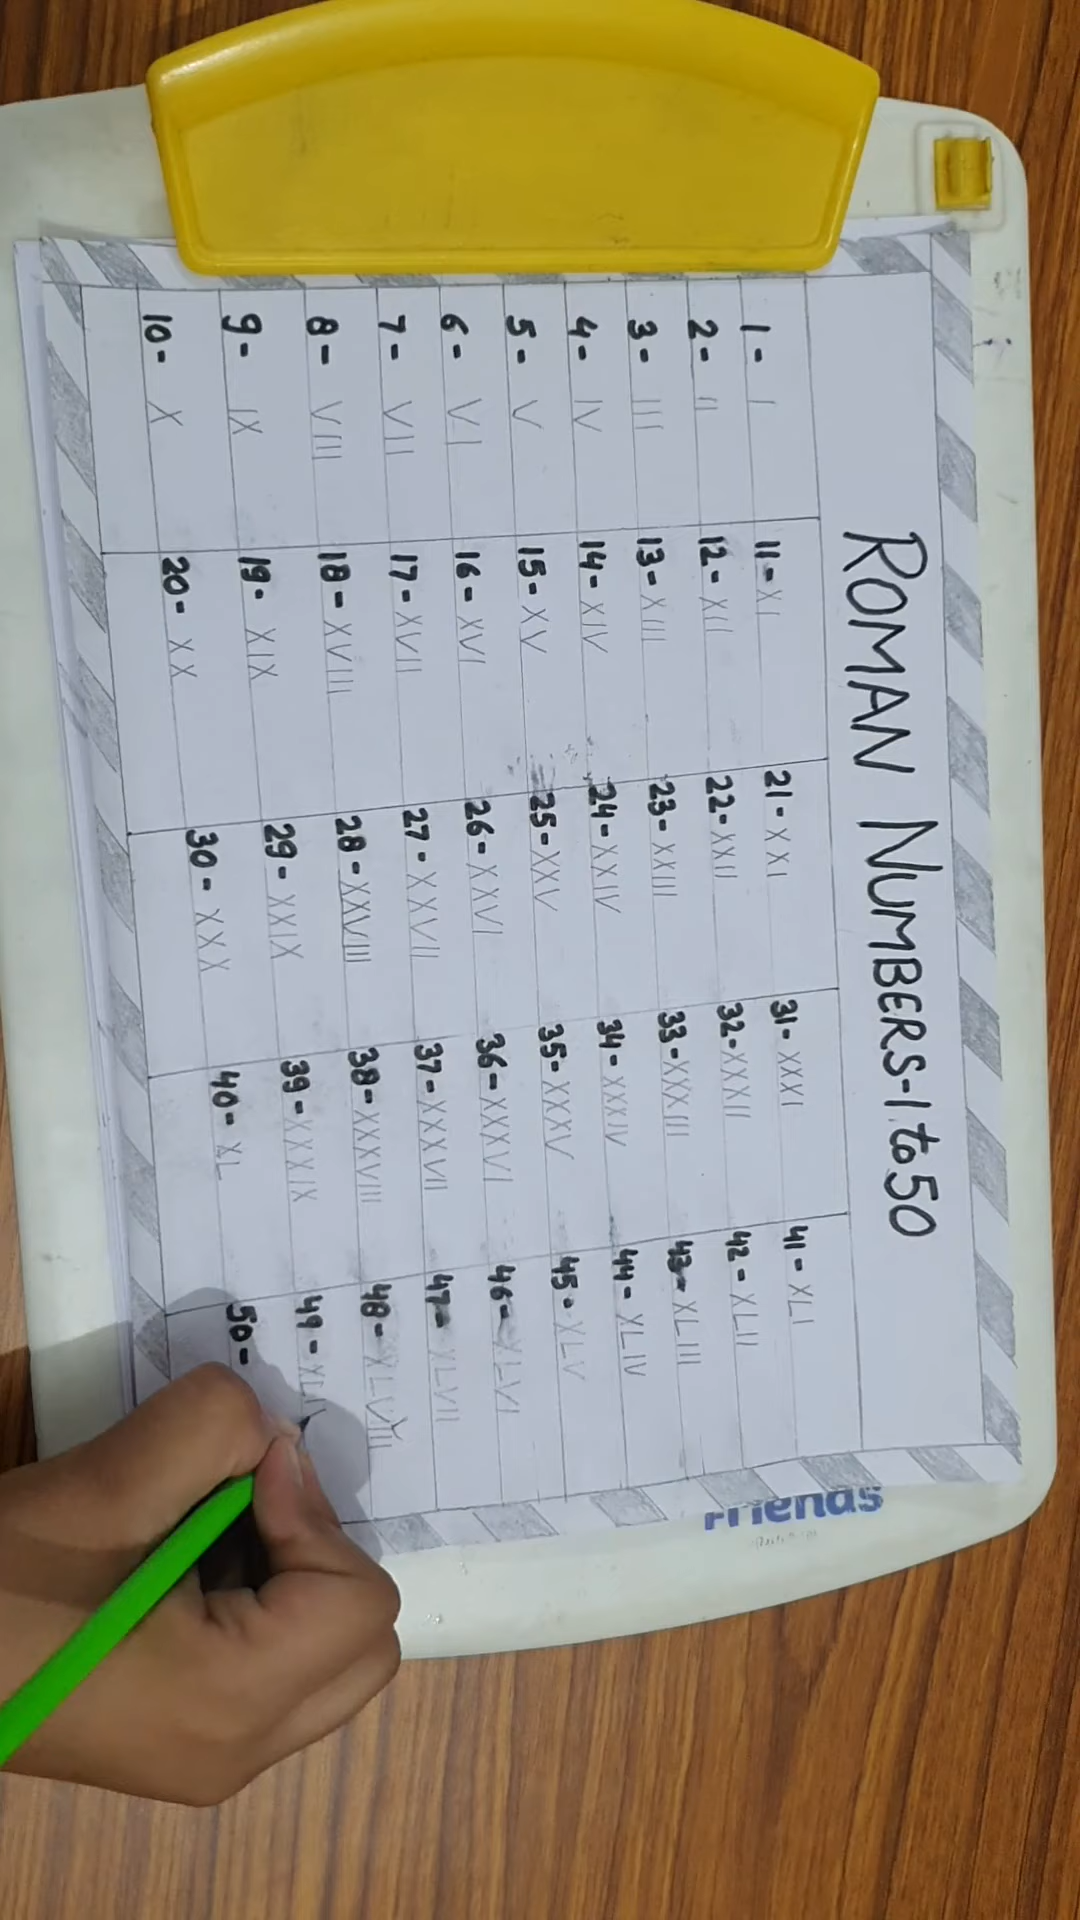 ROMAN NUMBERS-1 to 50
1 - I
2 - II
3 - III
4 - IV
5 - V
6 - VI
7 - VII
8 - VIII
9 - IX
10 - X
11 - XI
12 - XII
13 - XIII
14 - XIV
15 - XV
16 - XVI
17 - XVII
18 - XVIII
19 - XIX
20 - XX
21 - XXI
22 - XXII
23 - XXIII
24 - XXIV
25 - XXV
26 - XXVI
27 - XXVII
28 - XXVIII
29 - XXIX
30 - XXX
31 - XXXI
32 - XXXII
33 - XXXIII
34 - XXXIV
35 - XXXV
36 - XXXVI
37 - XXXVII
38 - XXXVIII
39 - XXXIX
40 - XL
41 - XLI
42 - XLII
43 - XLIII
44 - XLIV
45 - XLV
46 - XLVI
47 - XLVII
48 - XLVIII
49 -
50 -
Friends